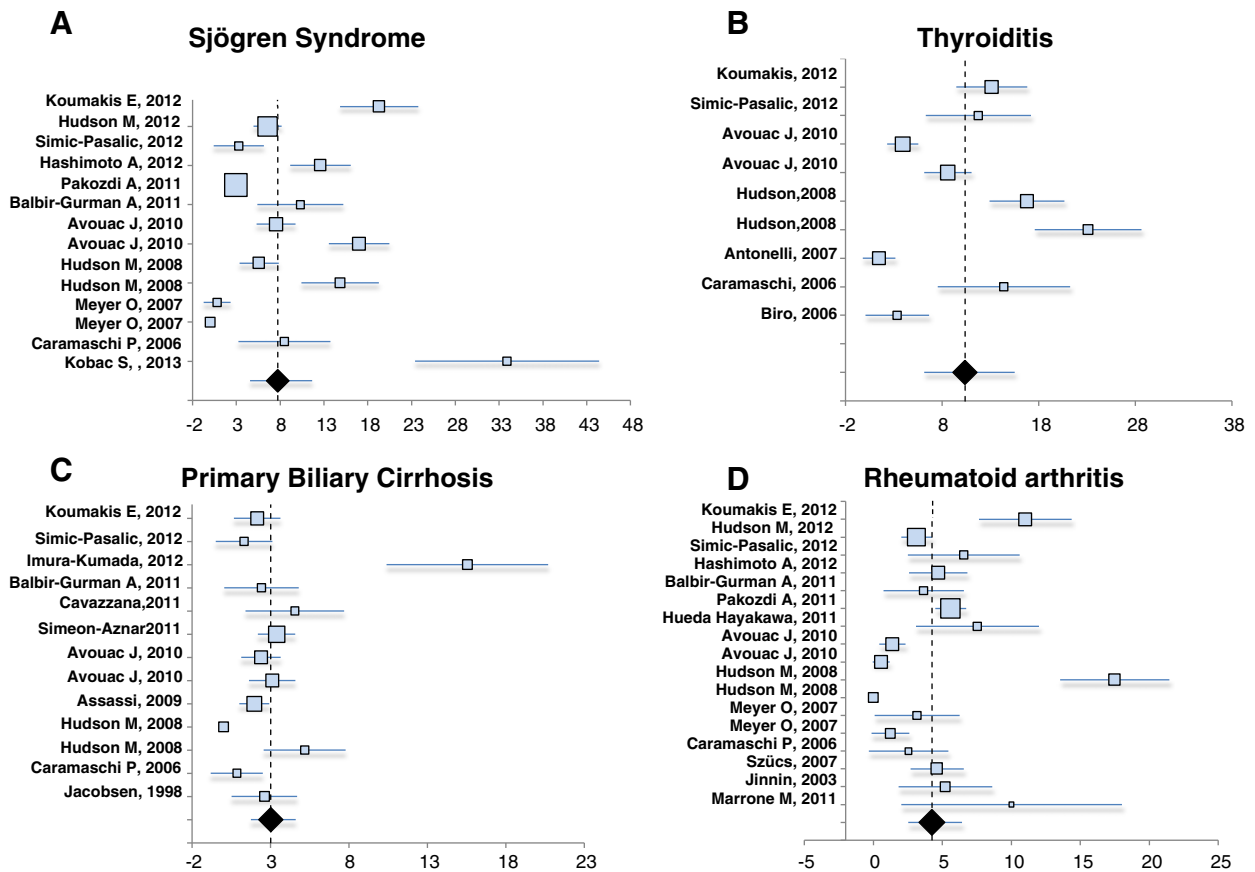 A
Sjögren Syndrome
Koumakis E, 2012
Hudson M, 2012
Simic-Pasalic, 2012
Hashimoto A, 2012
Pakozdi A, 2011
Balbir-Gurman A, 2011
Avouac J, 2010
Avouac J, 2010
Hudson M, 2008
Hudson M, 2008
Meyer O, 2007
Meyer O, 2007
Caramaschi P, 2006
Kobac S, , 2013
-2 3 8 13 18 23 28 33 38 43 48
B
Thyroiditis
Koumakis, 2012
Simic-Pasalic, 2012
Avouac J, 2010
Avouac J, 2010
Hudson,2008
Hudson,2008
Antonelli, 2007
Caramaschi, 2006
Biro, 2006
-2 8 18 28 38
C
Primary Biliary Cirrhosis
Koumakis E, 2012
Simic-Pasalic, 2012
Imura-Kumada, 2012
Balbir-Gurman A, 2011
Cavazzana,2011
Simeon-Aznar2011
Avouac J, 2010
Avouac J, 2010
Assassi, 2009
Hudson M, 2008
Hudson M, 2008
Caramaschi P, 2006
Jacobsen, 1998
-2 3 8 13 18 23
D
Rheumatoid arthritis
Koumakis E, 2012
Hudson M, 2012
Simic-Pasalic, 2012
Hashimoto A, 2012
Balbir-Gurman A, 2011
Pakozdi A, 2011
Hueda Hayakawa, 2011
Avouac J, 2010
Avouac J, 2010
Hudson M, 2008
Hudson M, 2008
Meyer O, 2007
Meyer O, 2007
Caramaschi P, 2006
Szücs, 2007
Jinnin, 2003
Marrone M, 2011
-5 0 5 10 15 20 25